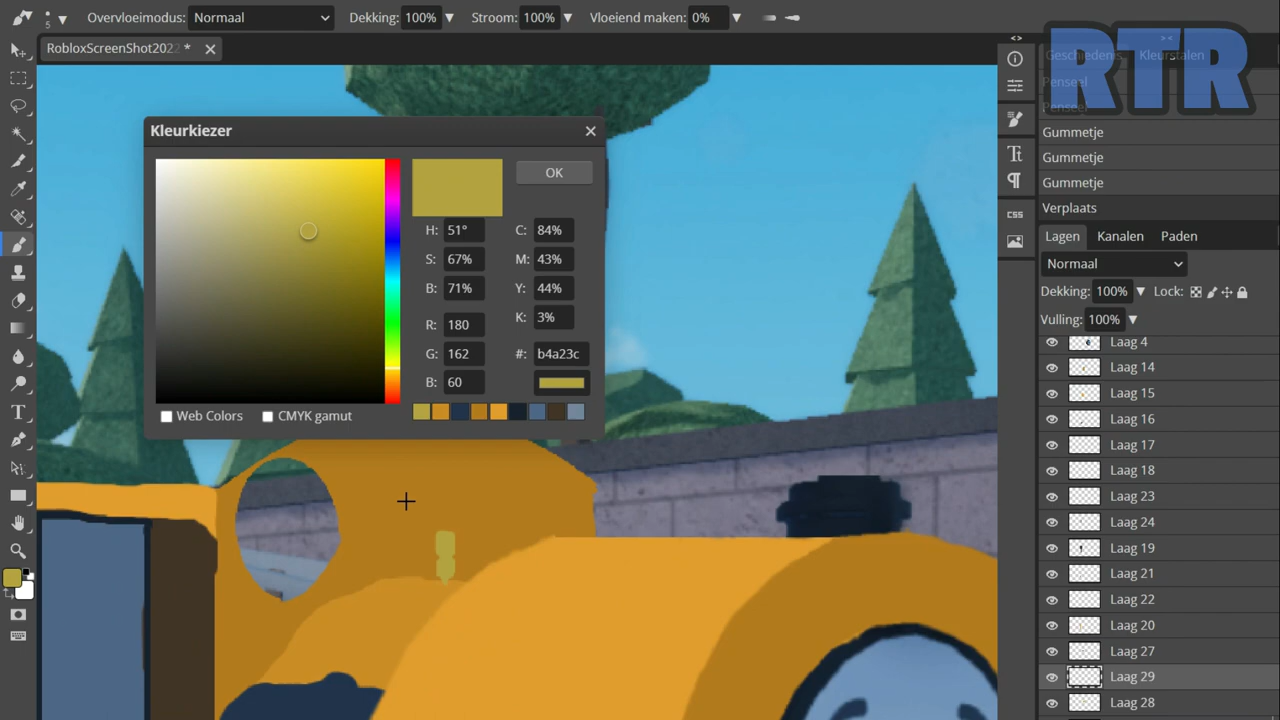 Overvloeimodus: Normaal Dekking: 100% Stroom: 100% Vloeiend maken: 0%
5
RobloxScreenShot2022 *
RTR
Geschiedenis Kleurstalen
Penseel
Penseel
Gummetje
Gummetje
Gummetje
Verplaats
Kleurkiezer
OK
H: 51° C: 84%
S: 67% M: 43%
B: 71% Y: 44%
K: 3%
R: 180
G: 162 #: b4a23c
B: 60
Web Colors CMYK gamut
CSS
Lagen Kanalen Paden
Normaal
Dekking: 100% Lock:
Vulling: 100%
Laag 4
Laag 14
Laag 15
Laag 16
Laag 17
Laag 18
Laag 23
Laag 24
Laag 19
Laag 21
Laag 22
Laag 20
Laag 27
Laag 29
Laag 28